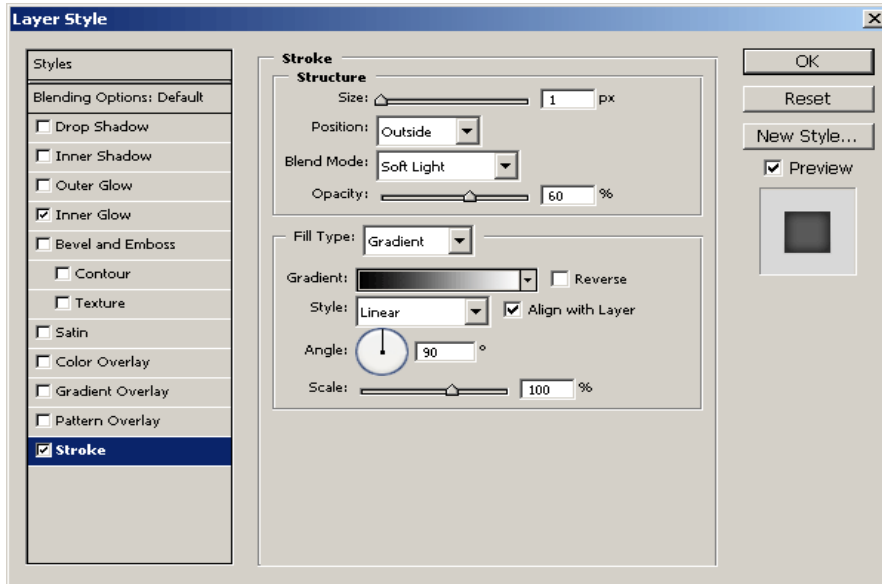 Layer Style
Styles
Blending Options: Default
Drop Shadow
Inner Shadow
Outer Glow
Inner Glow
Bevel and Emboss
Contour
Texture
Satin
Color Overlay
Gradient Overlay
Pattern Overlay
Stroke
Stroke
Structure
Size: 1 px
Position: Outside
Blend Mode: Soft Light
Opacity: 60 %
Fill Type: Gradient
Gradient: Reverse
Style: Linear Align with Layer
Angle: 90 °
Scale: 100 %
OK
Reset
New Style...
Preview